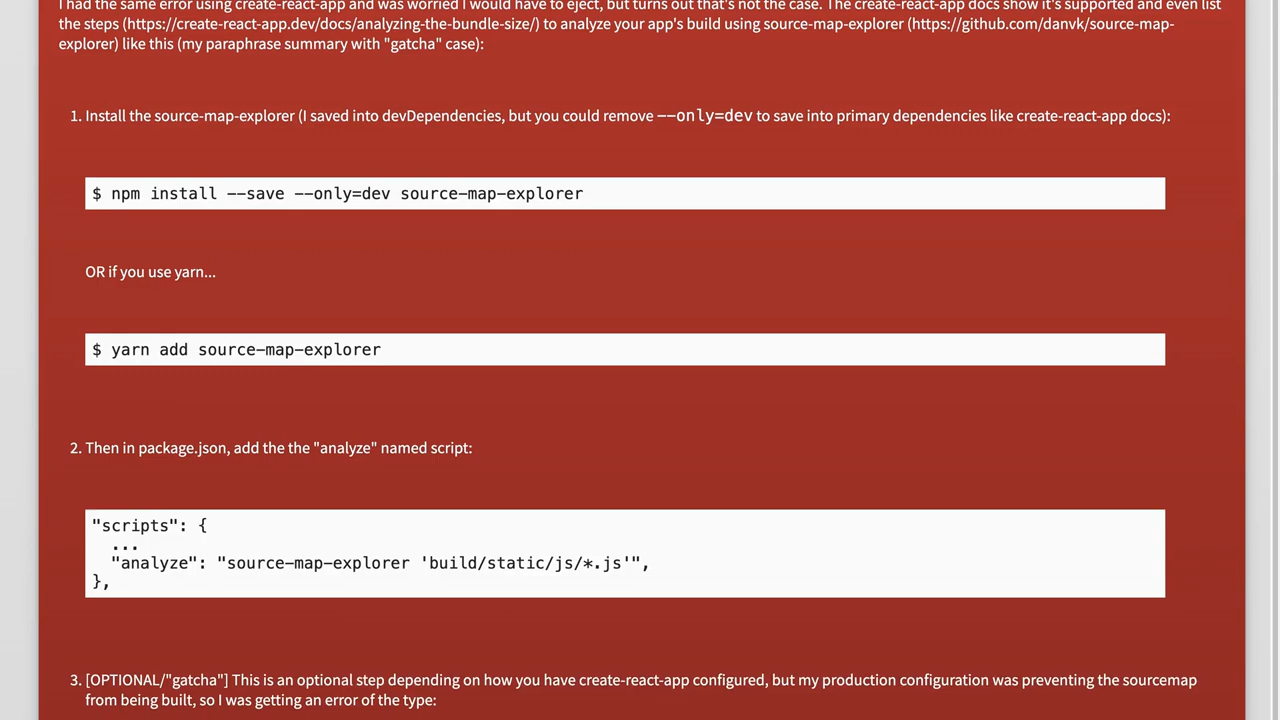 I had the same error using create-react-app and was worried I would have to eject, but turns out that's not the case. The create-react-app docs show it's supported and even list
the steps (https://create-react-app.dev/docs/analyzing-the-bundle-size/) to analyze your app's build using source-map-explorer (https://github.com/danvk/source-map-
explorer) like this (my paraphrase summary with "gatcha" case):
1. Install the source-map-explorer (I saved into devDependencies, but you could remove --only=dev to save into primary dependencies like create-react-app docs):
$ npm install --save --only=dev source-map-explorer
OR if you use yarn...
$ yarn add source-map-explorer
2. Then in package.json, add the the "analyze" named script:
"scripts": {
...
"analyze": "source-map-explorer 'build/static/js/*.js'",
},
3. [OPTIONAL/"gatcha"] This is an optional step depending on how you have create-react-app configured, but my production configuration was preventing the sourcemap
from being built, so I was getting an error of the type: